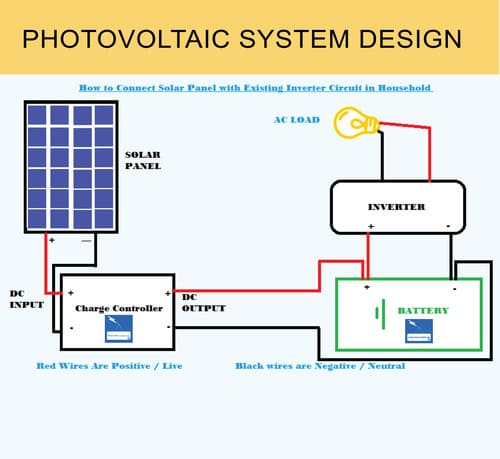 PHOTOVOLTAIC SYSTEM DESIGN
How to Connect Solar Panel with Existing Inverter Circuit in Household
AC LOAD
SOLAR
PANEL
INVERTER
+ -
+ —
DC
INPUT
+ +
Charge Controller
- -
DC
OUTPUT
+ -
BATTERY
Red Wires Are Positive / Live
Black wires are Negative / Neutral